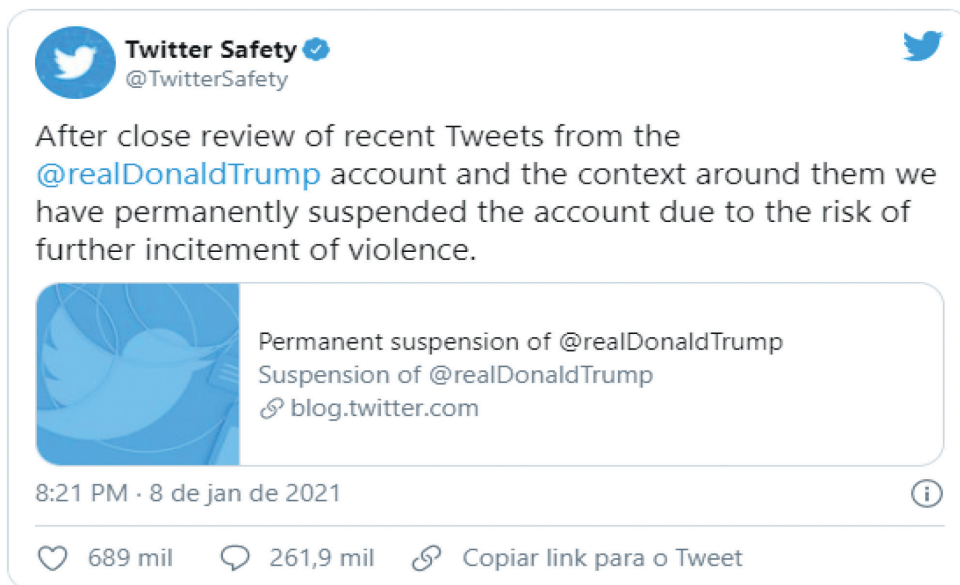 Twitter Safety
@TwitterSafety
After close review of recent Tweets from the
@realDonaldTrump account and the context around them we
have permanently suspended the account due to the risk of
further incitement of violence.
Permanent suspension of @realDonaldTrump
Suspension of @realDonaldTrump
blog.twitter.com
8:21 PM · 8 de jan de 2021
689 mil 261,9 mil Copiar link para o Tweet